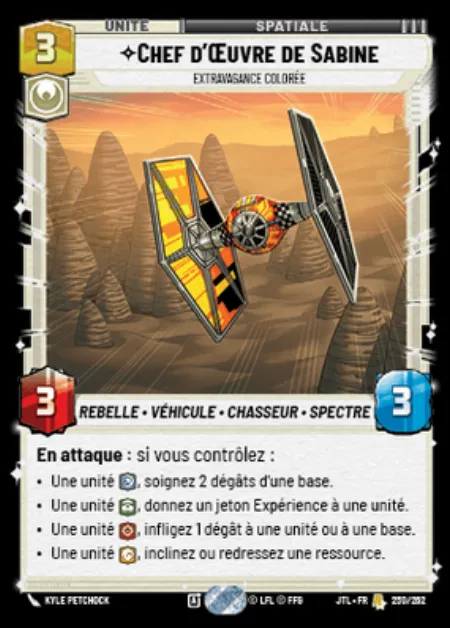 UNITÉ SPATIALE
3
CHEF D'ŒUVRE DE SABINE
EXTRAVAGANCE COLORÉE
3 REBELLE • VÉHICULE • CHASSEUR • SPECTRE 3
En attaque : si vous contrôlez :
• Une unité , soignez 2 dégâts d'une base.
• Une unité , donnez un jeton Expérience à une unité.
• Une unité , infligez 1 dégât à une unité ou à une base.
• Une unité , inclinez ou redressez une ressource.
KYLE PETCHOCK A © LFL © FFG JTL • FR